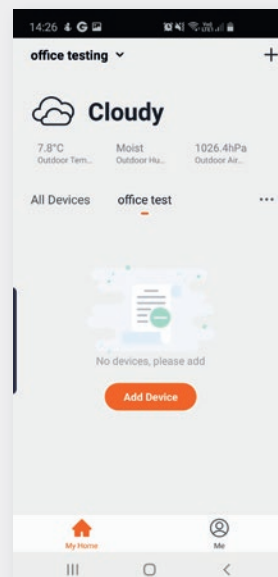 14:26
office testing
Cloudy
7.8°C Moist 1026.4hPa
Outdoor Tem... Outdoor Hu... Outdoor Air...
All Devices office test
No devices, please add
Add Device
My Home Me